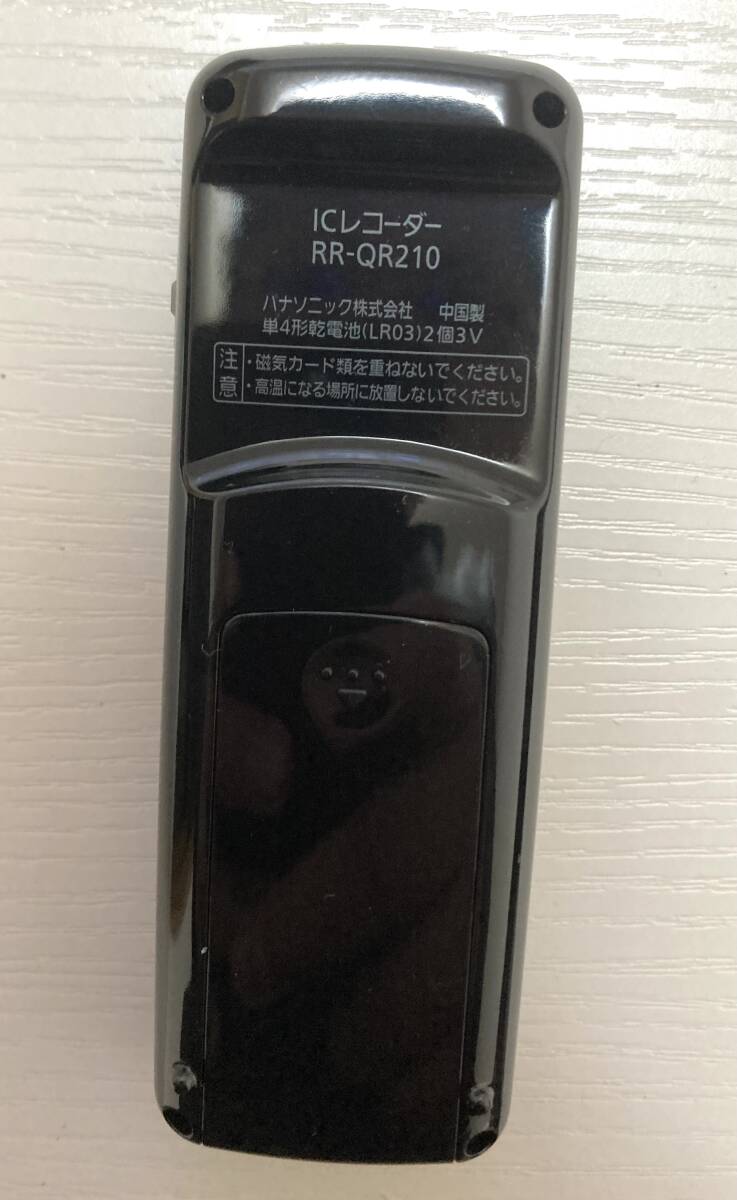 ICレコーダー
RR-QR210
パナソニック株式会社 中国製
単4形乾電池(LR03)2個3V
注意
・磁気カード類を重ねないでください。
・高温になる場所に放置しないでください。